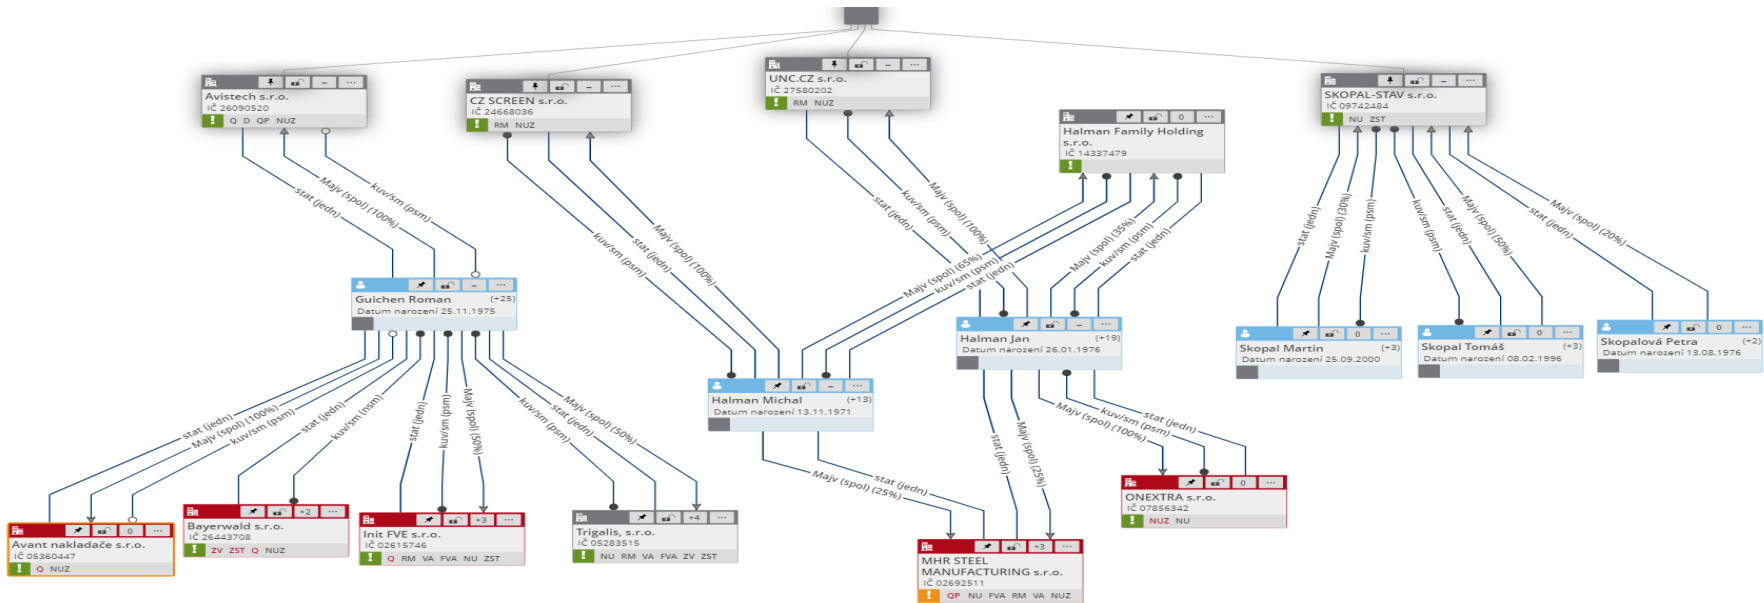 UNC.CZ s.r.o.
IČ 27580202
RM NUZ
Avistech s.r.o.
IČ 26090520
Q D QP NUZ
CZ SCREEN s.r.o.
IČ 24668036
RM NUZ
SKOPAL-STAV s.r.o.
IČ 09742484
NU ZST
0
Halman Family Holding
s.r.o.
IČ 14337479
stat (jedn)
Majv (spol) (100%)
kuv/sm (psm)
kuv/sm (psm)
stat (jedn)
Majv (spol) (100%)
stat (jedn)
kuv/sm (psm)
Majv (spol) (100%)
Majv (spol) (65%)
kuv/sm (psm)
stat (jedn)
Majv (spol) (35%)
kuv/sm (psm)
stat (jedn)
stat (jedn)
Majv (spol) (30%)
kuv/sm (psm)
kuv/sm (psm)
stat (jedn)
Majv (spol) (50%)
stat (jedn)
Majv (spol) (20%)
Guichen Roman (+25)
Datum narození 25.11.1975
Halman Jan (+19)
Datum narození 26.01.1976
0
Skopal Martin (+3)
Datum narození 25.09.2000
0
Skopal Tomáš (+3)
Datum narození 08.02.1996
0
Skopalová Petra (+2)
Datum narození 13.08.1976
Halman Michal (+13)
Datum narození 13.11.1971
stat (jedn)
Majv (spol) (100%)
kuv/sm (psm)
stat (jedn)
kuv/sm (nsm)
stat (jedn)
kuv/sm (psm)
Majv (spol) (50%)
kuv/sm (psm)
stat (jedn)
Majv (spol) (50%)
Majv (spol) (25%)
stat (jedn)
stat (jedn)
Majv (spol) (25%)
Majv (spol) (100%)
kuv/sm (psm)
stat (jedn)
0
ONEXTRA s.r.o.
IČ 07856342
NUZ NU
0
Avant nakladače s.r.o.
IČ 05360447
Q NUZ
+2
Bayerwald s.r.o.
IČ 26443708
ZV ZST Q NUZ
+3
Init FVE s.r.o.
IČ 02615746
Q RM VA FVA NU ZST
+4
Trigalis, s.r.o.
IČ 05283515
NU RM VA FVA ZV ZST
+3
MHR STEEL
MANUFACTURING s.r.o.
IČ 02692511
QP NU FVA RM VA NUZ